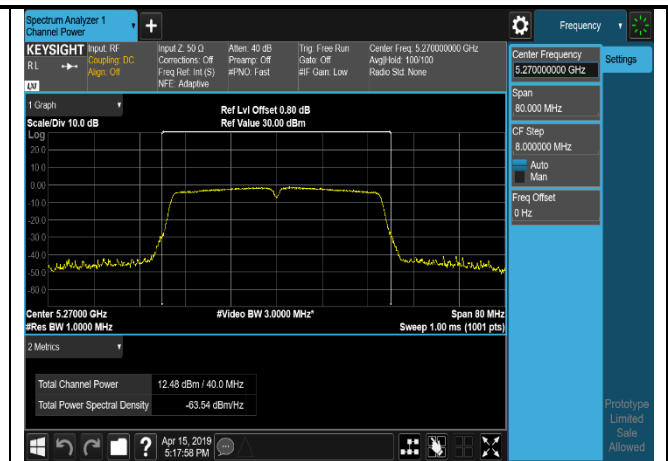 Spectrum Analyzer 1
Channel Power
+
Frequency
KEYSIGHT
R L
LXI
Input: RF
Coupling: DC
Align: Off
Input Z: 50 Ω
Corrections: Off
Freq Ref: Int (S)
NFE: Adaptive
Atten: 40 dB
Preamp: Off
#PNO: Fast
Trig: Free Run
Gate: Off
#IF Gain: Low
Center Freq: 5.270000000 GHz
Avg|Hold: 100/100
Radio Std: None
Center Frequency
5.270000000 GHz
Settings
Span
80.000 MHz
CF Step
8.000000 MHz
Auto
Man
Freq Offset
0 Hz
1 Graph
Scale/Div 10.0 dB
Ref Lvl Offset 0.80 dB
Ref Value 30.00 dBm
Log
20.0
10.0
0.00
-10.0
-20.0
-30.0
-40.0
-50.0
-60.0
Center 5.27000 GHz
#Video BW 3.0000 MHz*
Span 80 MHz
#Res BW 1.0000 MHz
Sweep 1.00 ms (1001 pts)
2 Metrics
Total Channel Power 12.48 dBm / 40.0 MHz
Total Power Spectral Density -63.54 dBm/Hz
Prototype
Limited
Sale
Allowed
?
Apr 15, 2019
5:17:58 PM